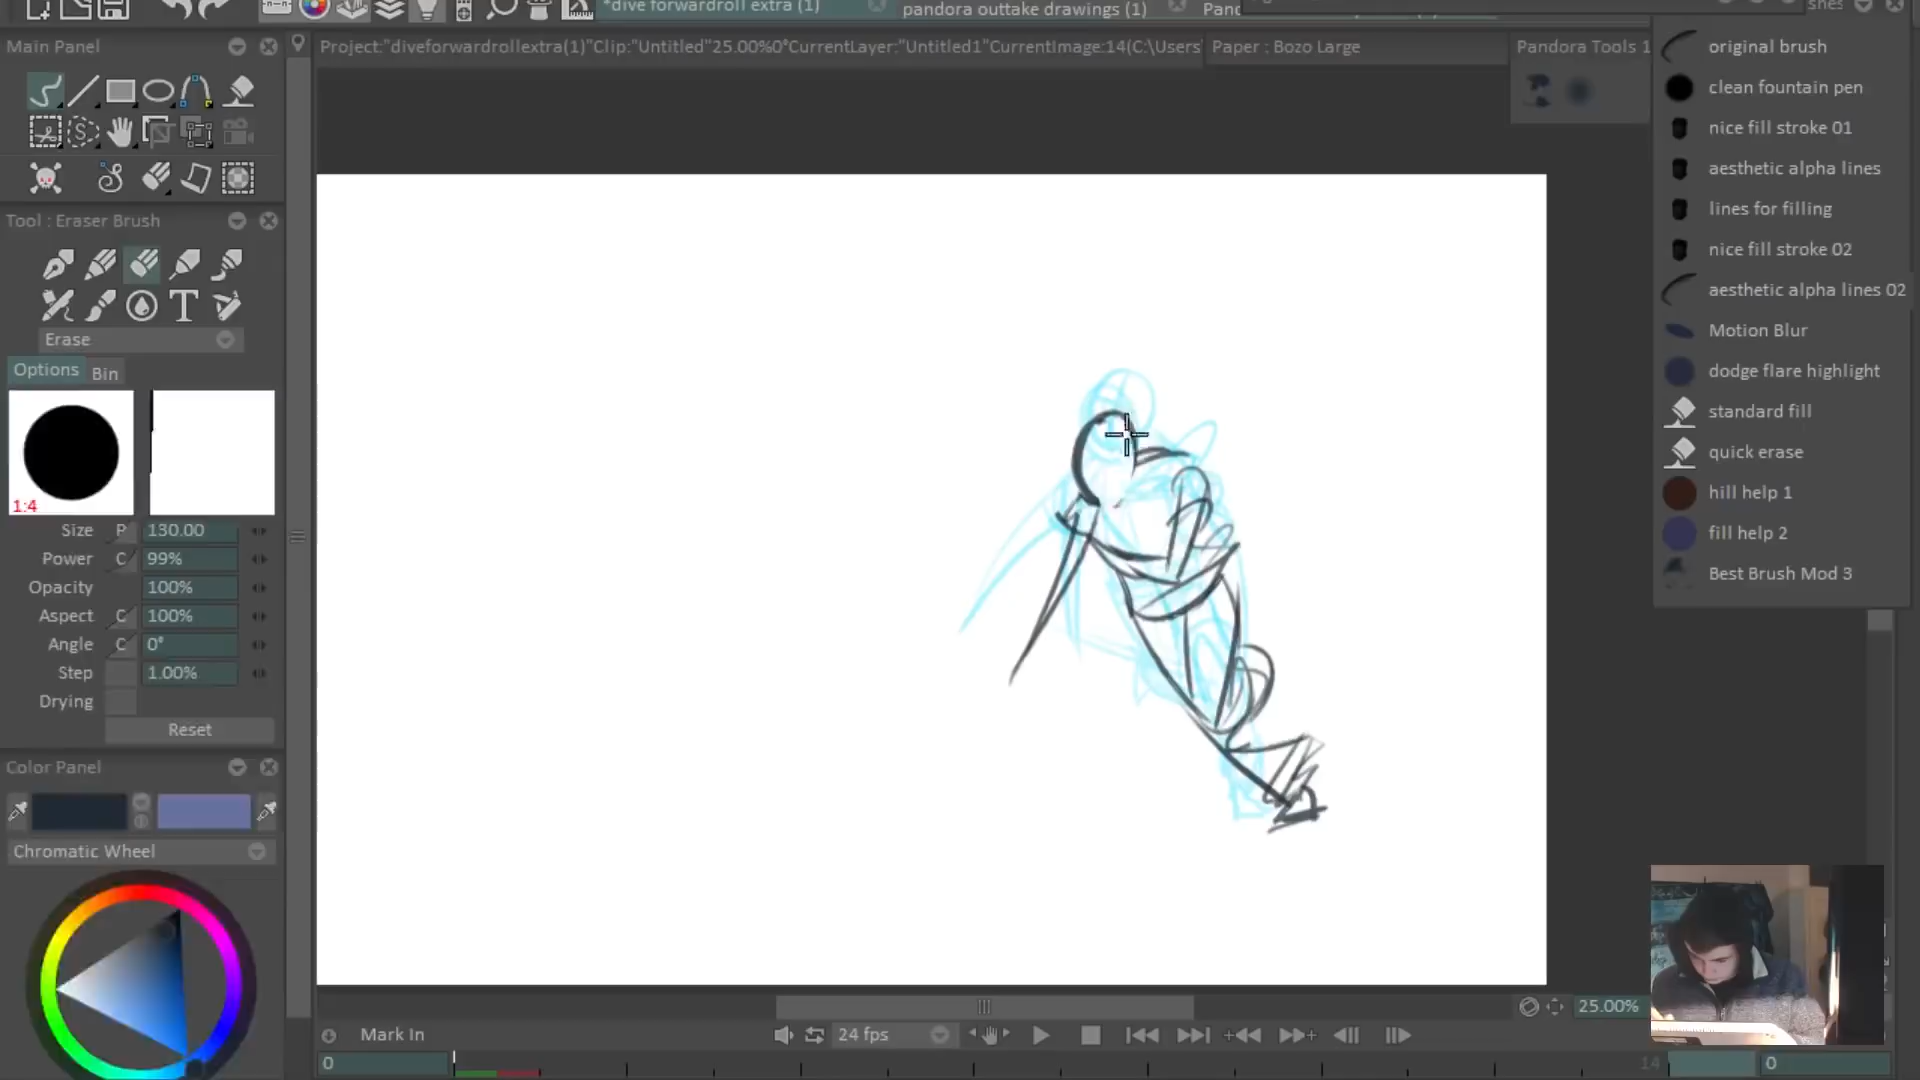 *dive forwardroll extra (1)
pandora outtake drawings (1)
Main Panel
Project:"diveforwardrollextra(1)"Clip:"Untitled"25.00%0°CurrentLayer:"Untitled1"CurrentImage:14(C:\Users
Paper : Bozo Large
Pandora Tools 1
original brush
clean fountain pen
nice fill stroke 01
aesthetic alpha lines
lines for filling
nice fill stroke 02
aesthetic alpha lines 02
Motion Blur
dodge flare highlight
standard fill
quick erase
hill help 1
fill help 2
Best Brush Mod 3
Tool : Eraser Brush
Erase
Options
Bin
1:4
Size P 130.00
Power C 99%
Opacity 100%
Aspect C 100%
Angle C 0°
Step 1.00%
Drying
Reset
Color Panel
Chromatic Wheel
25.00%
Mark In
24 fps
0
14
0